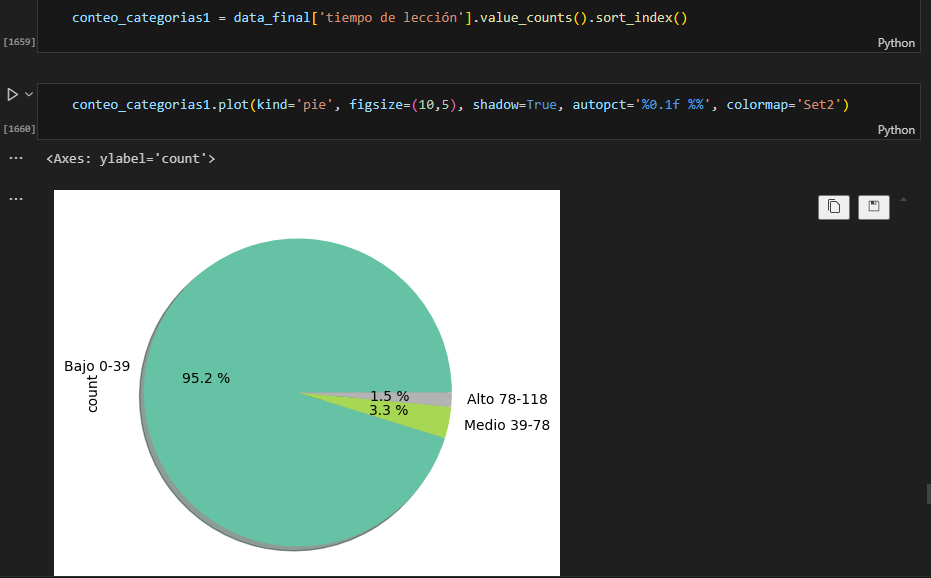 conteo_categorias1 = data_final['tiempo de lección'].value_counts().sort_index()
[1659]
Python
conteo_categorias1.plot(kind='pie', figsize=(10,5), shadow=True, autopct='%0.1f %%', colormap='Set2')
[1660]
Python
<Axes: ylabel='count'>
Bajo 0-39
count
95.2 %
1.5 %
3.3 %
Alto 78-118
Medio 39-78